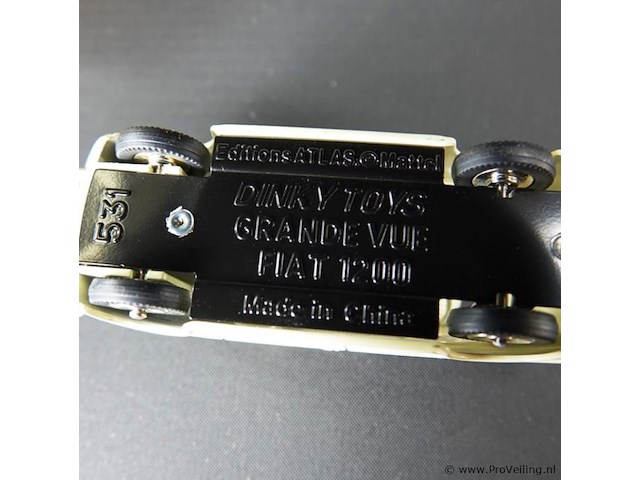 Editions ATLAS.© Mattel
DINKY TOYS
GRANDE VUE
FIAT 1200
Made in China
531
© www.ProVeiling.nl